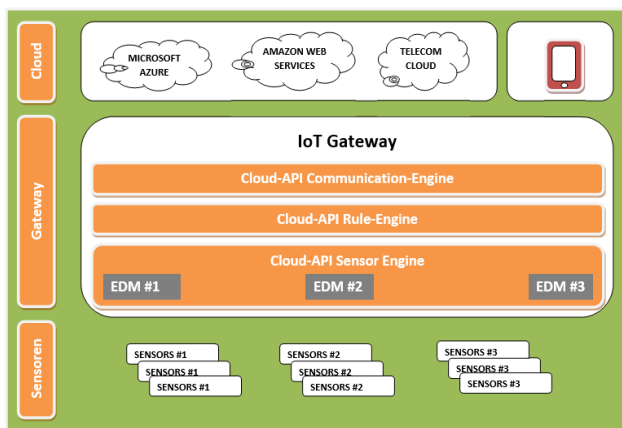 Cloud
MICROSOFT
AZURE
AMAZON WEB
SERVICES
TELECOM
CLOUD
Gateway
IoT Gateway
Cloud-API Communication-Engine
Cloud-API Rule-Engine
Cloud-API Sensor Engine
EDM #1
EDM #2
EDM #3
Sensoren
SENSORS #1
SENSORS #1
SENSORS #1
SENSORS #2
SENSORS #2
SENSORS #2
SENSORS #3
SENSORS #3
SENSORS #3